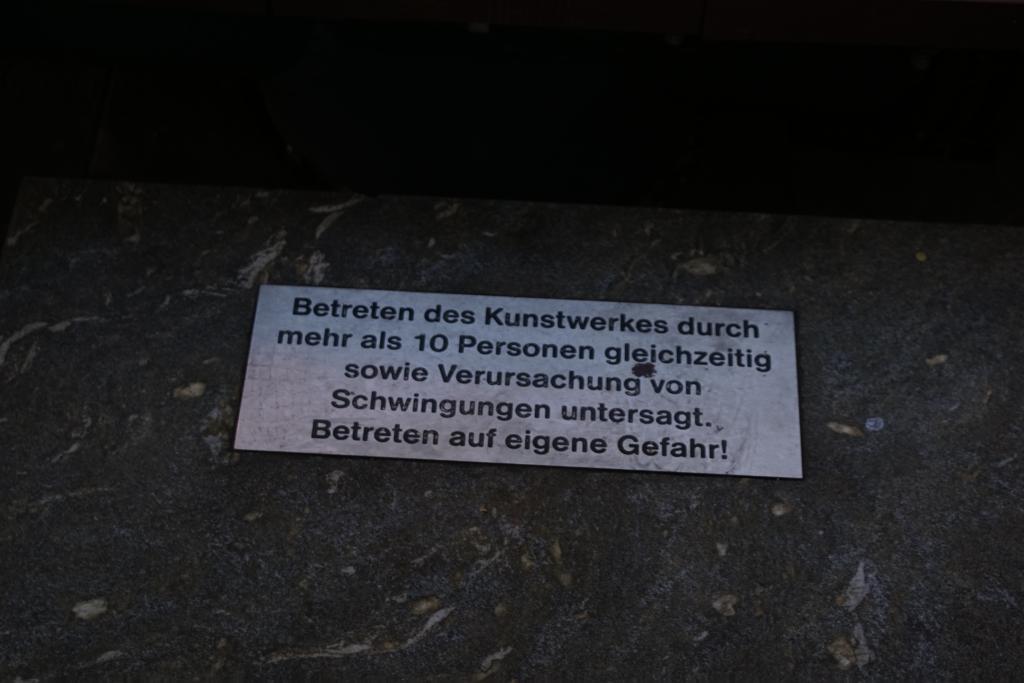 Betreten des Kunstwerkes durch
mehr als 10 Personen gleichzeitig
sowie Verursachung von
Schwingungen untersagt.
Betreten auf eigene Gefahr!